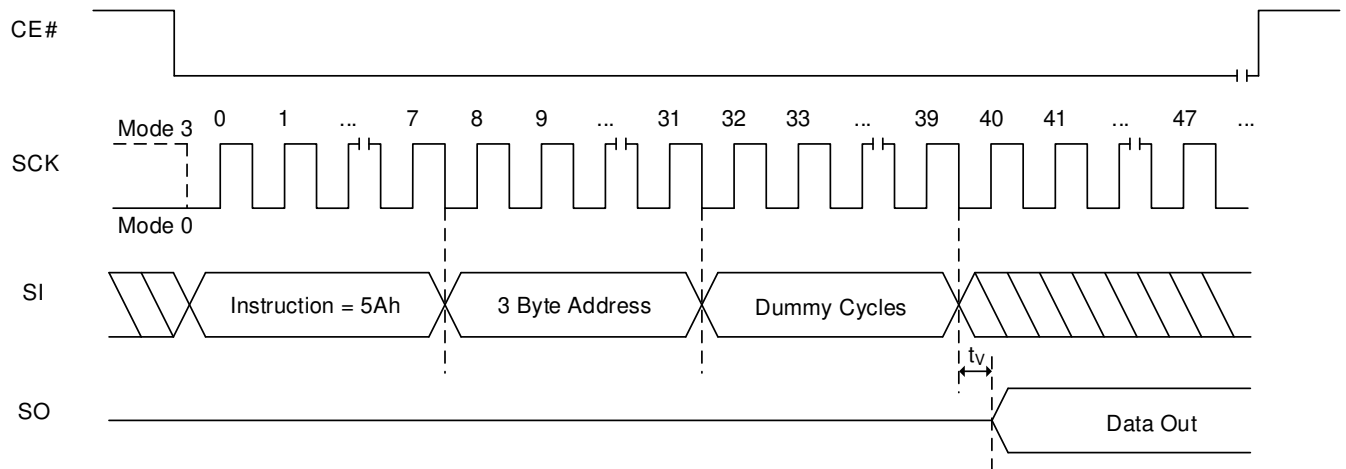 CE#
0 1 ... 7 8 9 ... 31 32 33 ... 39 40 41 ... 47 ...
Mode 3
SCK
Mode 0
SI
Instruction = 5Ah 3 Byte Address Dummy Cycles
tV
SO
Data Out